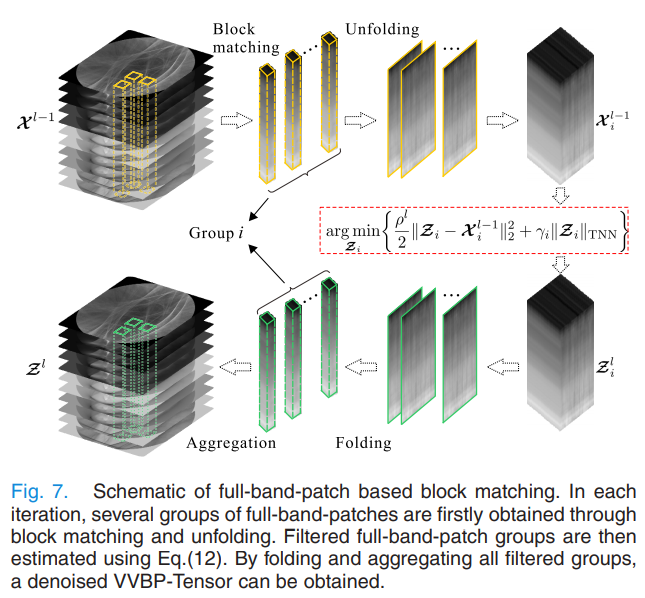 Block
matching
...
Unfolding
...
𝓧^{l−1}
𝓧_i^{l−1}
Group i
arg min_{𝓩_i} { ρ^l/2 ‖𝓩_i − 𝓧_i^{l−1}‖_2^2 + γ_i‖𝓩_i‖_TNN }
...
...
𝓩^l
𝓩_i^l
Aggregation
Folding
Fig. 7. Schematic of full-band-patch based block matching. In each
iteration, several groups of full-band-patches are firstly obtained through
block matching and unfolding. Filtered full-band-patch groups are then
estimated using Eq.(12). By folding and aggregating all filtered groups,
a denoised VVBP-Tensor can be obtained.